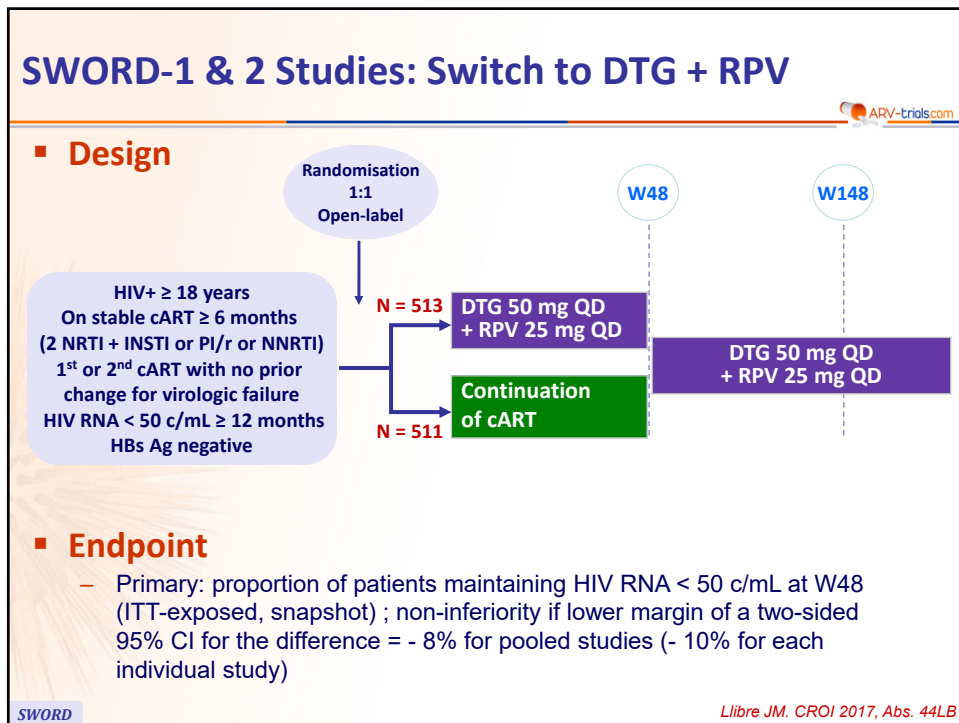 SWORD-1 & 2 Studies: Switch to DTG + RPV
ARV-trials.com
▪ Design
Randomisation
1:1
Open-label
W48
W148
HIV+ ≥ 18 years
On stable cART ≥ 6 months
(2 NRTI + INSTI or PI/r or NNRTI)
1st or 2nd cART with no prior
change for virologic failure
HIV RNA < 50 c/mL ≥ 12 months
HBs Ag negative
N = 513
DTG 50 mg QD
+ RPV 25 mg QD
N = 511
Continuation
of cART
DTG 50 mg QD
+ RPV 25 mg QD
▪ Endpoint
– Primary: proportion of patients maintaining HIV RNA < 50 c/mL at W48
(ITT-exposed, snapshot) ; non-inferiority if lower margin of a two-sided
95% CI for the difference = - 8% for pooled studies (- 10% for each
individual study)
SWORD
Llibre JM. CROI 2017, Abs. 44LB